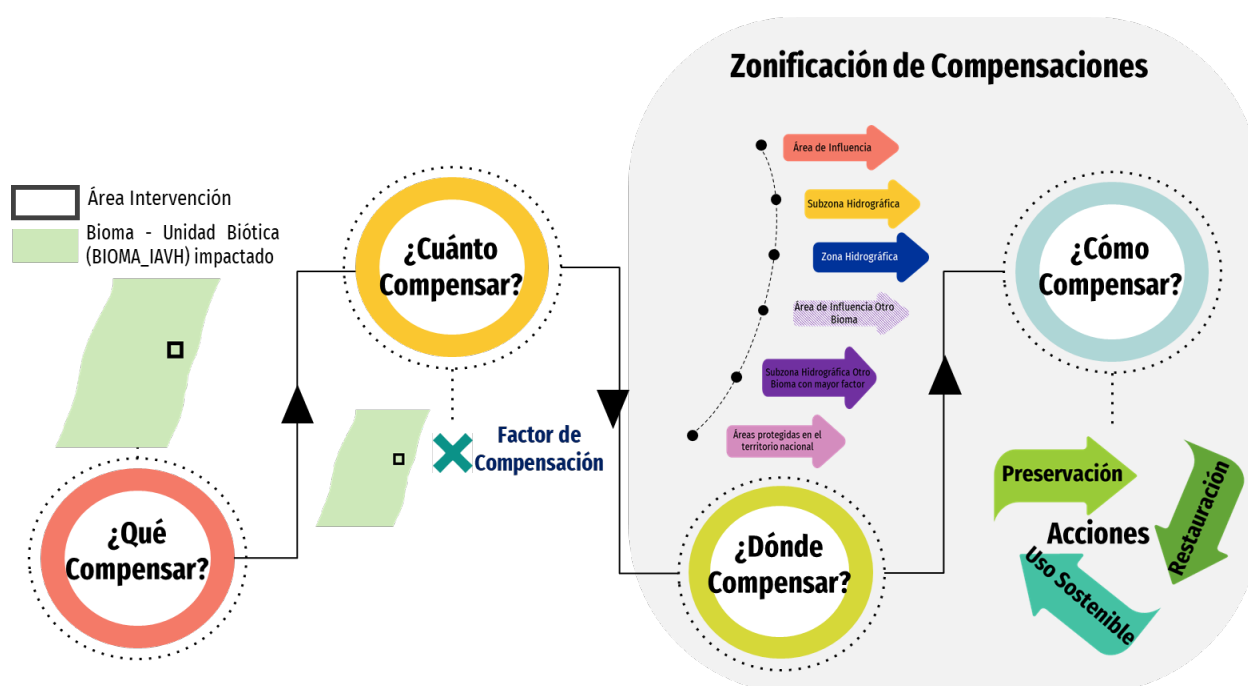 Zonificación de Compensaciones
Área Intervención
Bioma - Unidad Biótica
(BIOMA_IAVH) impactado
¿Qué
Compensar?
¿Cuánto
Compensar?
Factor de
Compensación
Área de Influencia
Subzona Hidrográfica
Zona Hidrográfica
Área de Influencia Otro
Bioma
Subzona Hidrográfica Otro
Bioma con mayor factor
Áreas protegidas en el
territorio nacional
¿Dónde
Compensar?
¿Cómo
Compensar?
Preservación
Restauración
Acciones
Uso Sostenible